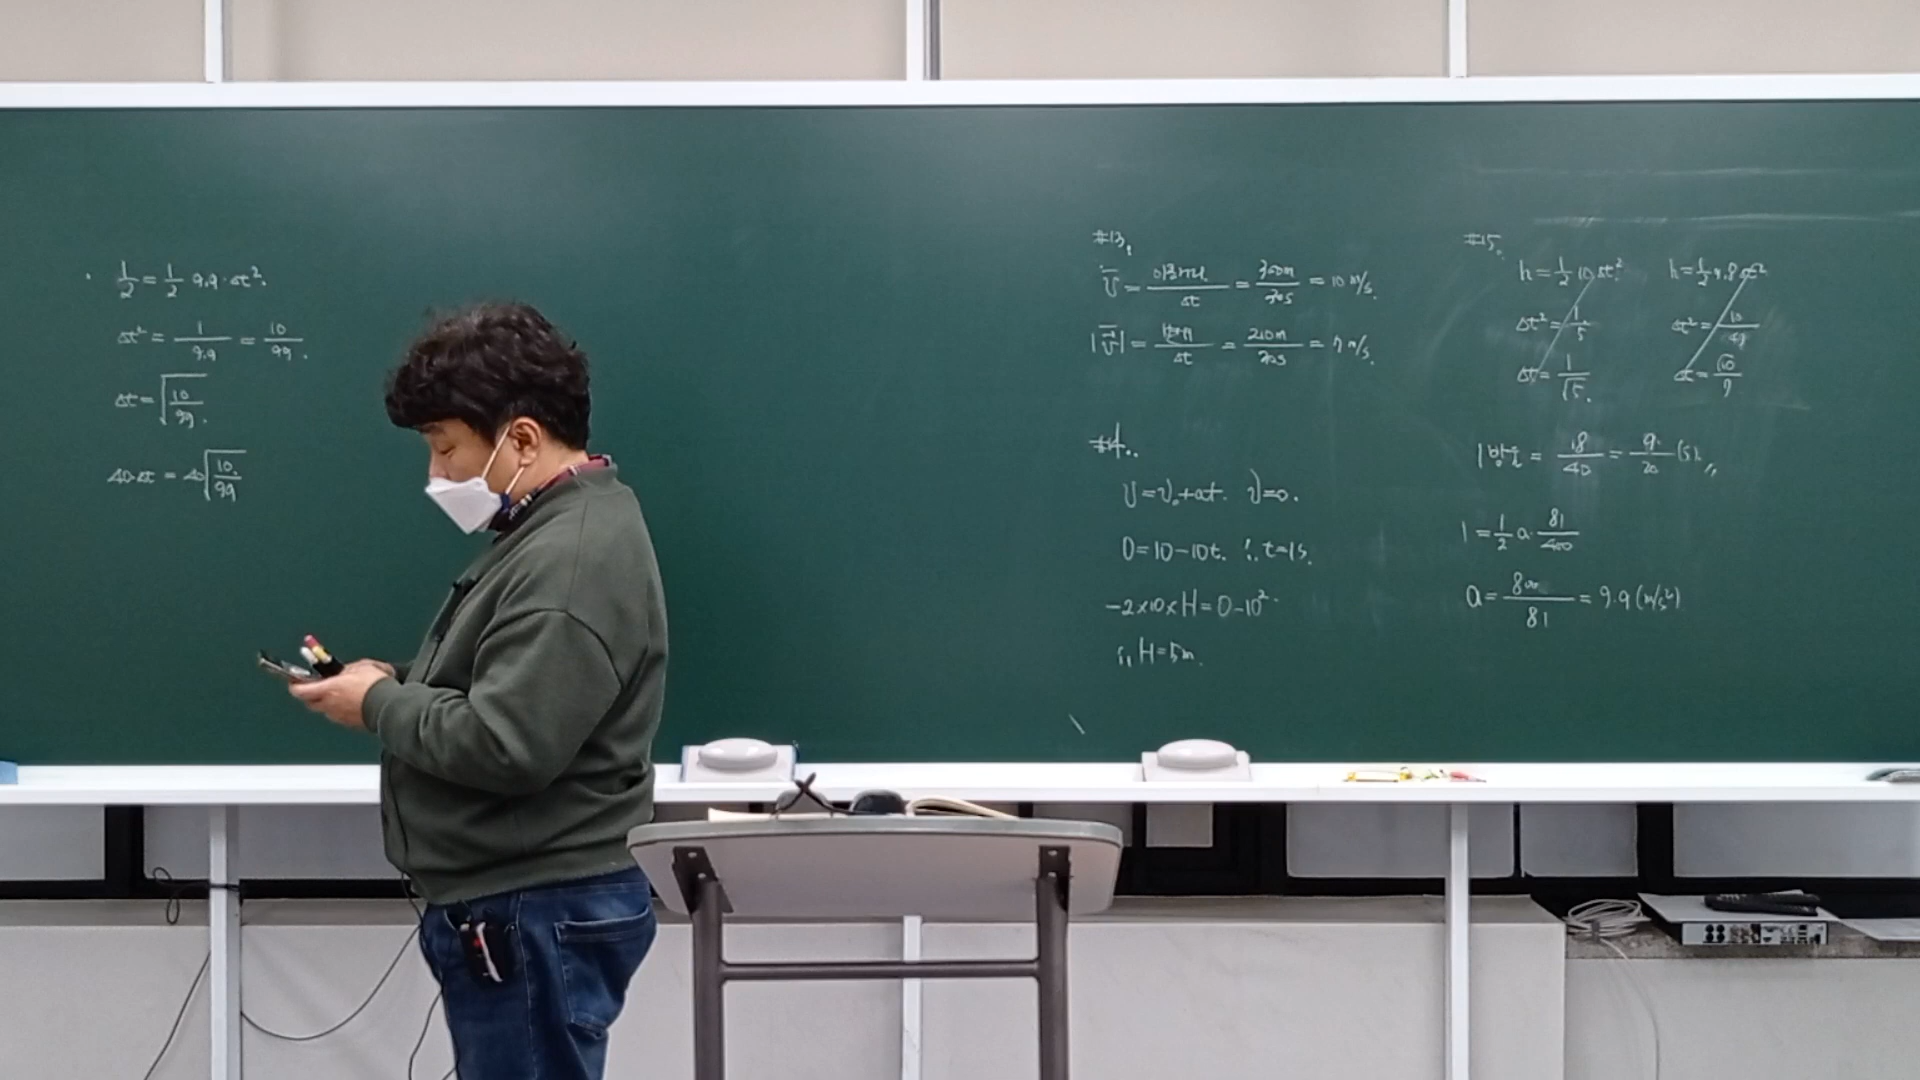 1/2 = 1/2 9.9·Δt².
Δt² = 1/9.9 = 10/99.
Δt = √(10/99).
40Δt = 40√(10/99)
#13.
v̄ = 이동거리/Δt = 300m/30s = 10 m/s.
|v̄| = 변위/Δt = 210m/30s = 7 m/s.
#14..
v = v₀+at. v=0.
0 = 10-10t. ∴ t=1s.
-2×10×H = 0-10².
∴ H=5m.
#15.
h = 1/2 10 Δt² h = 1/2 9.8 Δt²
Δt² = 1/5 Δt² = 10/49
Δt = 1/√5. Δt = √10/7
1방울 = 18/40 = 9/20 (s)
1 = 1/2 a· 81/400
a = 800/81 = 9.9 (m/s²)